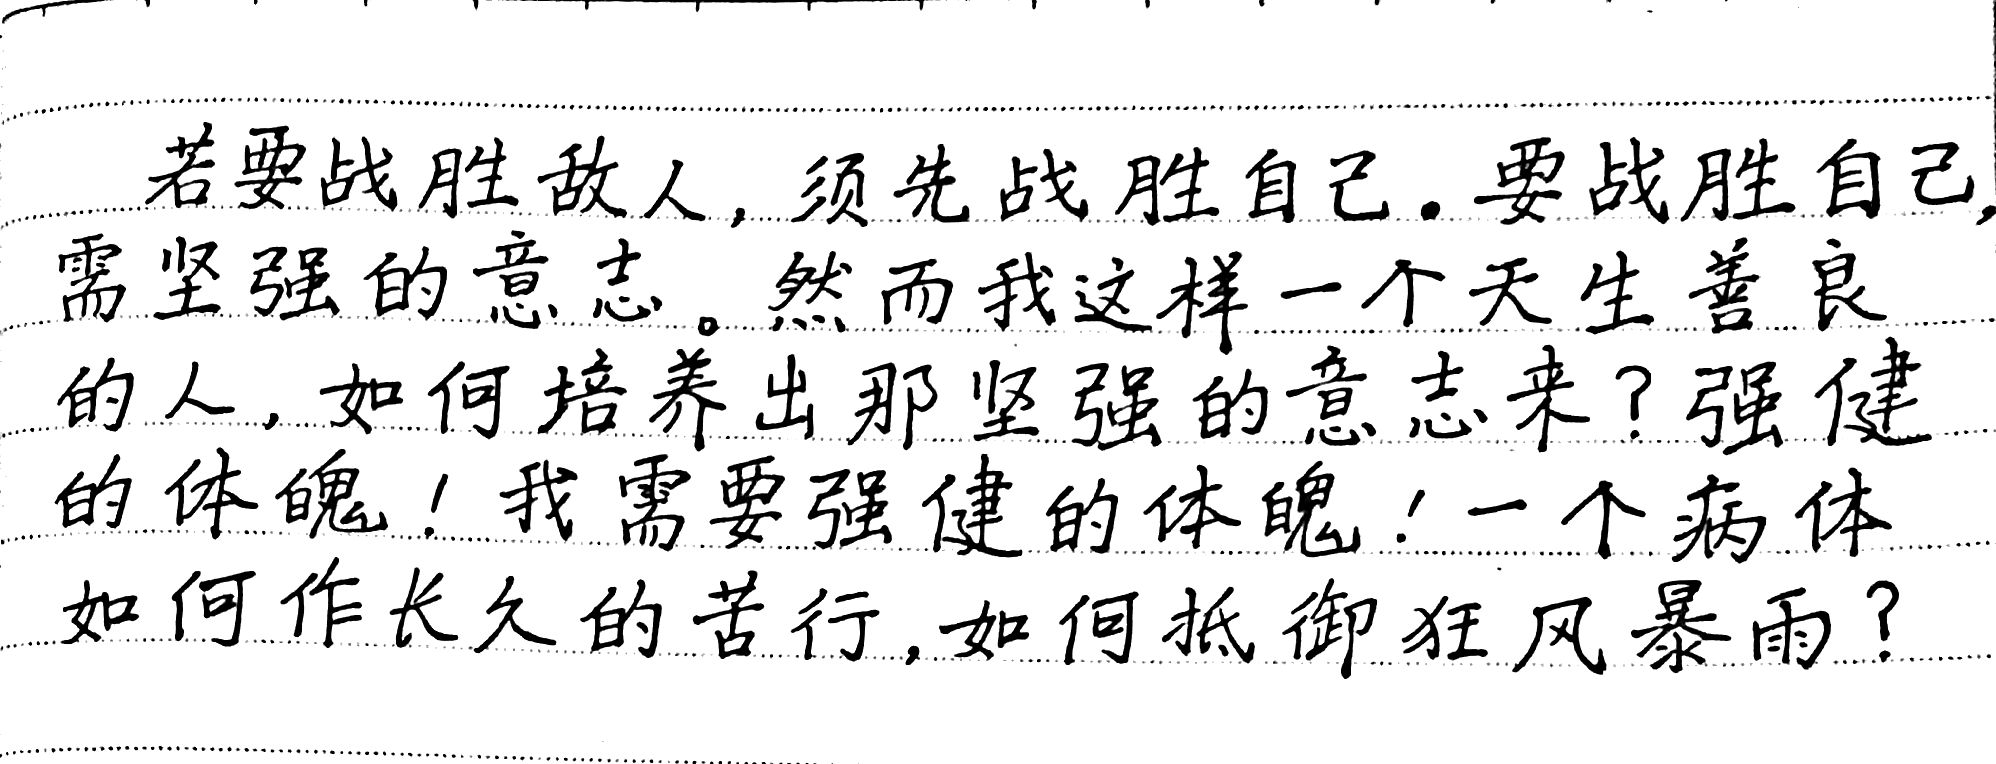 若要战胜敌人,须先战胜自己.要战胜自己,
需坚强的意志。然而我这样一个天生善良
的人,如何培养出那坚强的意志来?强健
的体魄!我需要强健的体魄!一个病体
如何作长久的苦行,如何抵御狂风暴雨?